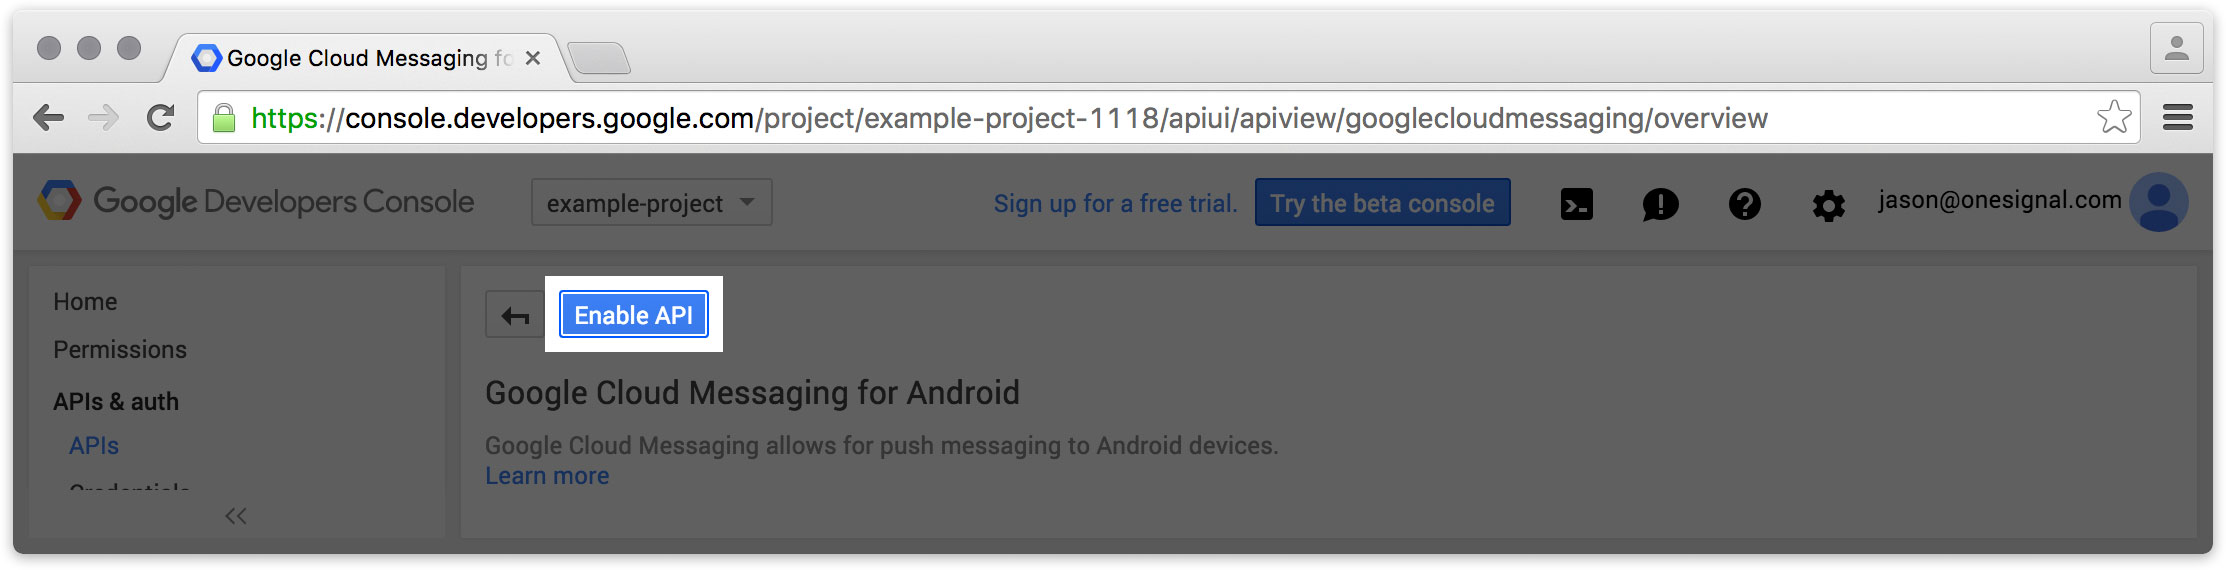 Google Cloud Messaging fo
https://console.developers.google.com/project/example-project-1118/apiui/apiview/googlecloudmessaging/overview
Google Developers Console
example-project
Sign up for a free trial.
Try the beta console
jason@onesignal.com
Home
Permissions
APIs & auth
APIs
Credentials
Enable API
Google Cloud Messaging for Android
Google Cloud Messaging allows for push messaging to Android devices.
Learn more